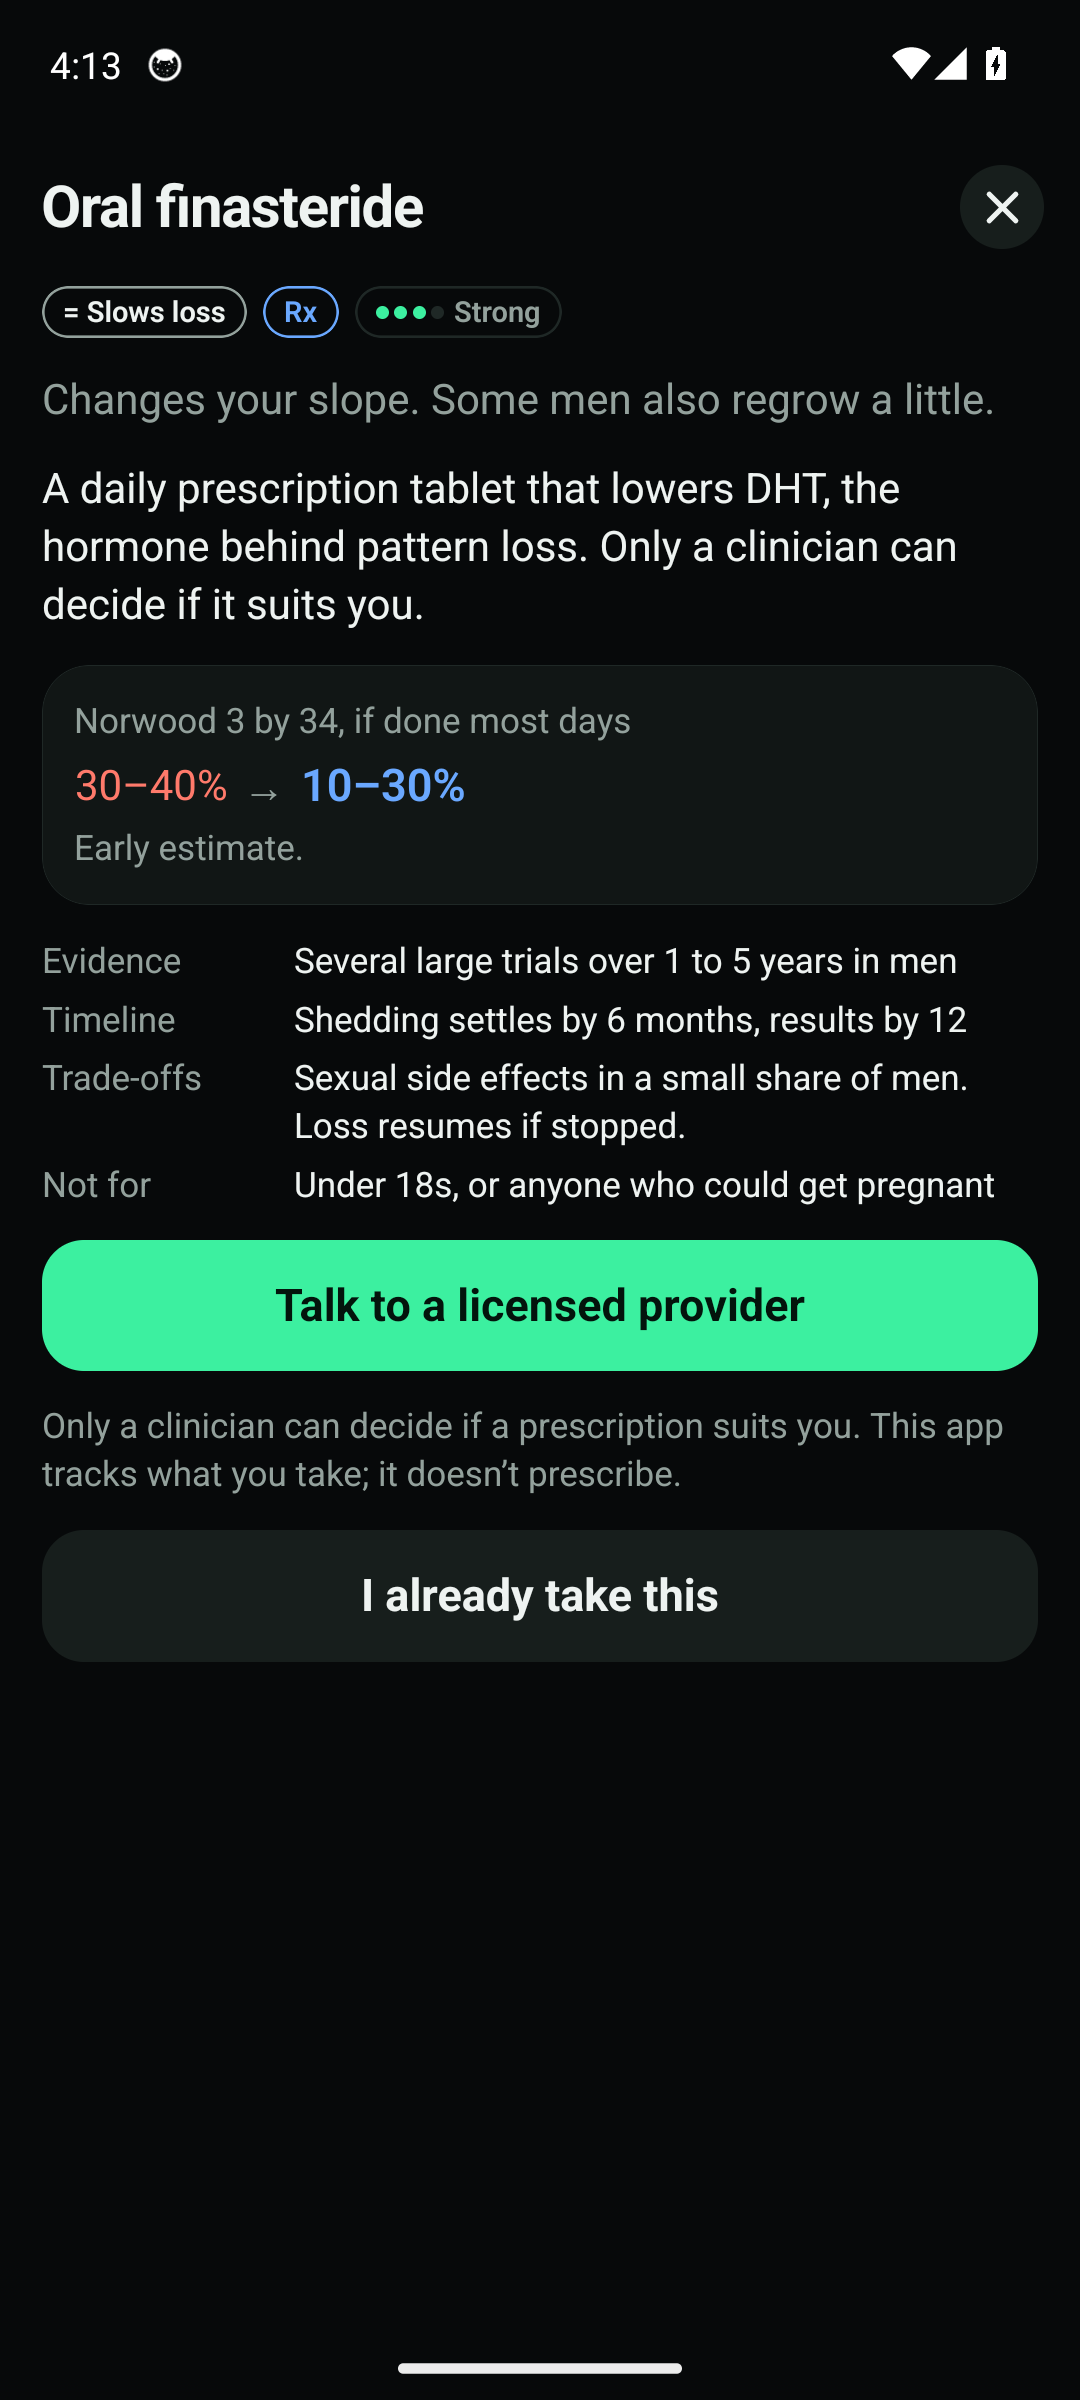 4:13
Oral finasteride
= Slows loss
Rx
Strong
Changes your slope. Some men also regrow a little.
A daily prescription tablet that lowers DHT, the
hormone behind pattern loss. Only a clinician can
decide if it suits you.
Norwood 3 by 34, if done most days
30–40% → 10–30%
Early estimate.
Evidence Several large trials over 1 to 5 years in men
Timeline Shedding settles by 6 months, results by 12
Trade-offs Sexual side effects in a small share of men.
Loss resumes if stopped.
Not for Under 18s, or anyone who could get pregnant
Talk to a licensed provider
Only a clinician can decide if a prescription suits you. This app
tracks what you take; it doesn’t prescribe.
I already take this